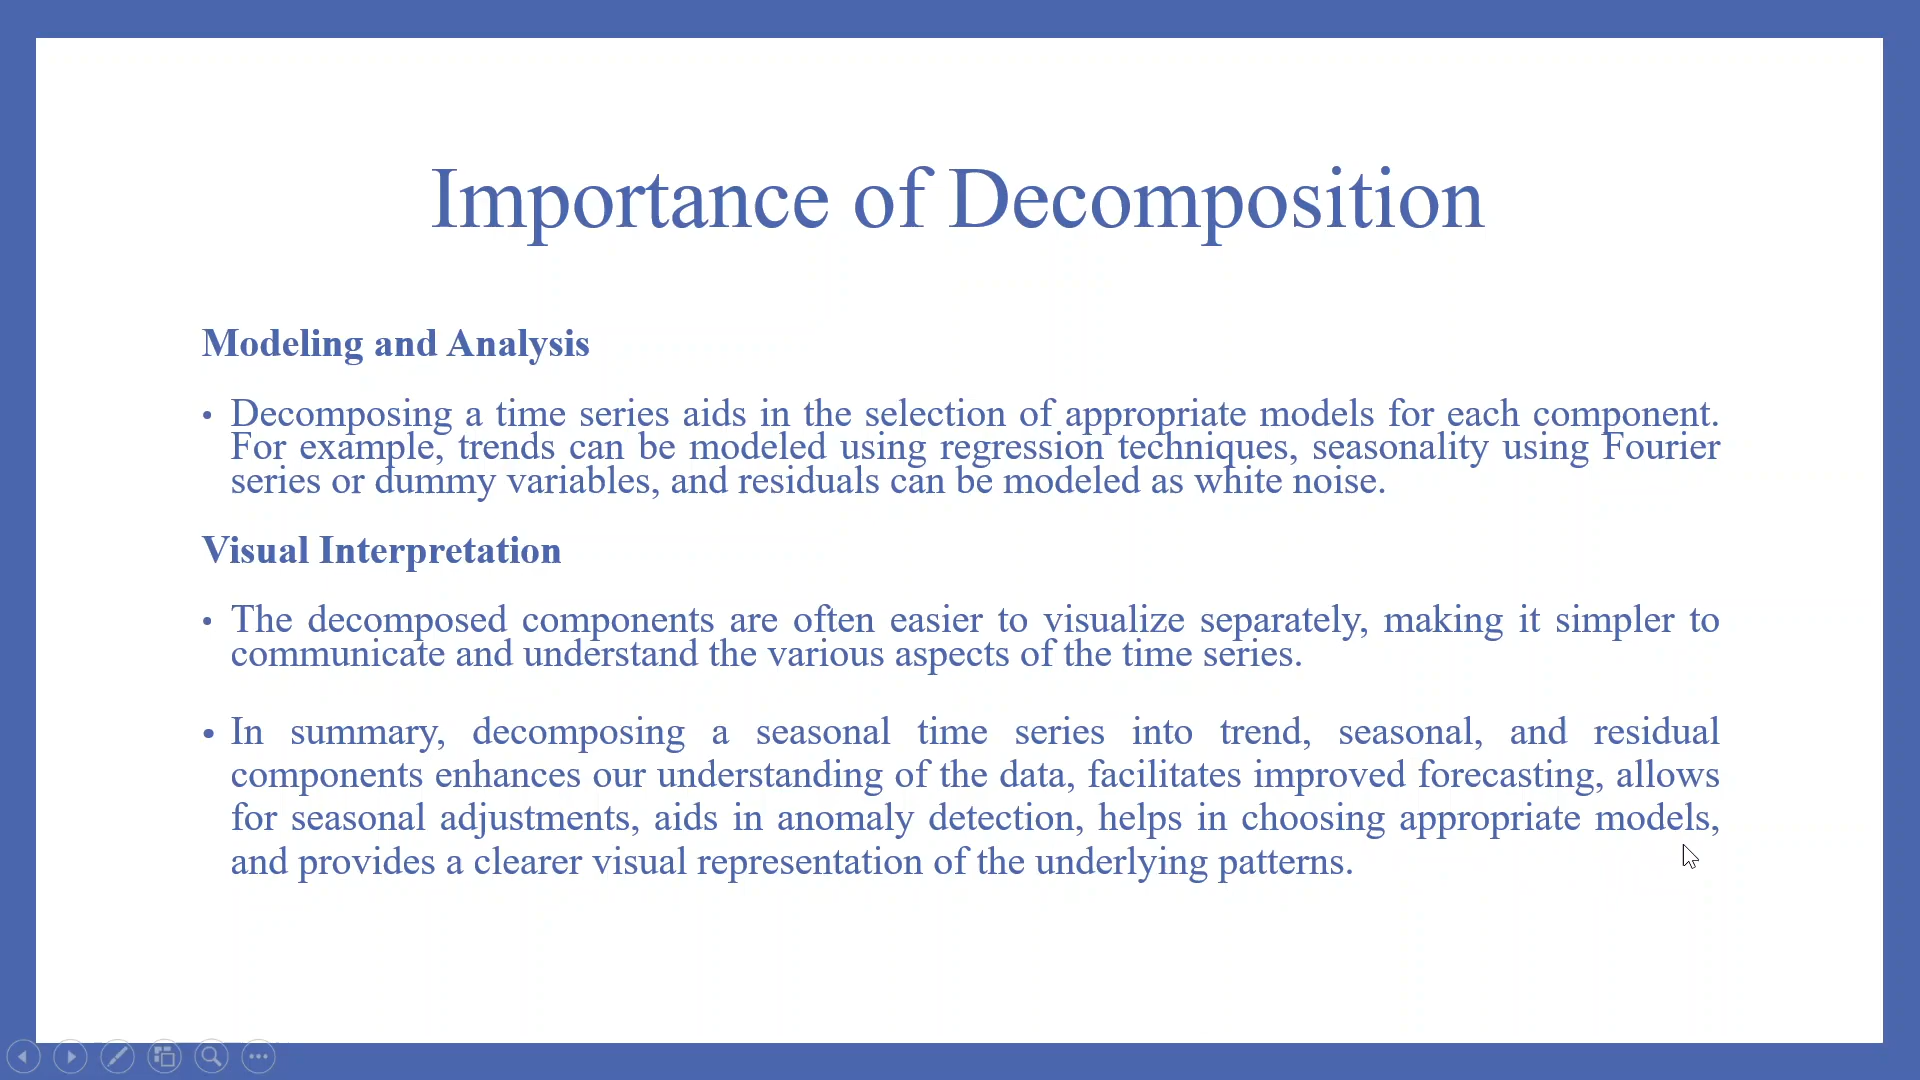 Importance of Decomposition
Modeling and Analysis
• Decomposing a time series aids in the selection of appropriate models for each component.
For example, trends can be modeled using regression techniques, seasonality using Fourier
series or dummy variables, and residuals can be modeled as white noise.
Visual Interpretation
• The decomposed components are often easier to visualize separately, making it simpler to
communicate and understand the various aspects of the time series.
• In summary, decomposing a seasonal time series into trend, seasonal, and residual
components enhances our understanding of the data, facilitates improved forecasting, allows
for seasonal adjustments, aids in anomaly detection, helps in choosing appropriate models,
and provides a clearer visual representation of the underlying patterns.